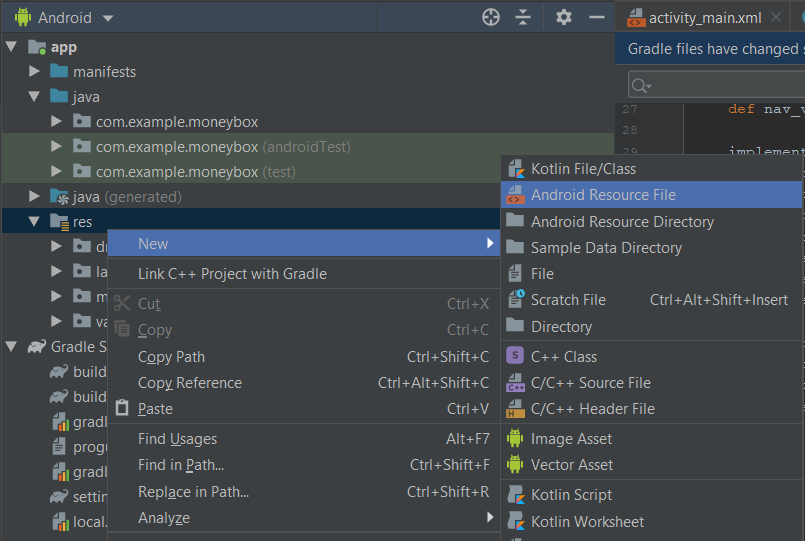 Android
activity_main.xml
Gradle files have changed
app
manifests
java
com.example.moneybox
com.example.moneybox (androidTest)
com.example.moneybox (test)
java (generated)
res
27 def nav_v
28
29 implement
New
Link C++ Project with Gradle
Cut Ctrl+X
Copy Ctrl+C
Copy Path Ctrl+Shift+C
Copy Reference Ctrl+Alt+Shift+C
Paste Ctrl+V
Find Usages Alt+F7
Find in Path... Ctrl+Shift+F
Replace in Path... Ctrl+Shift+R
Analyze
Kotlin File/Class
Android Resource File
Android Resource Directory
Sample Data Directory
File
Scratch File Ctrl+Alt+Shift+Insert
Directory
C++ Class
C/C++ Source File
C/C++ Header File
Image Asset
Vector Asset
Kotlin Script
Kotlin Worksheet
dr
la
m
va
Gradle S
build
build
gradl
progu
gradl
settin
local.